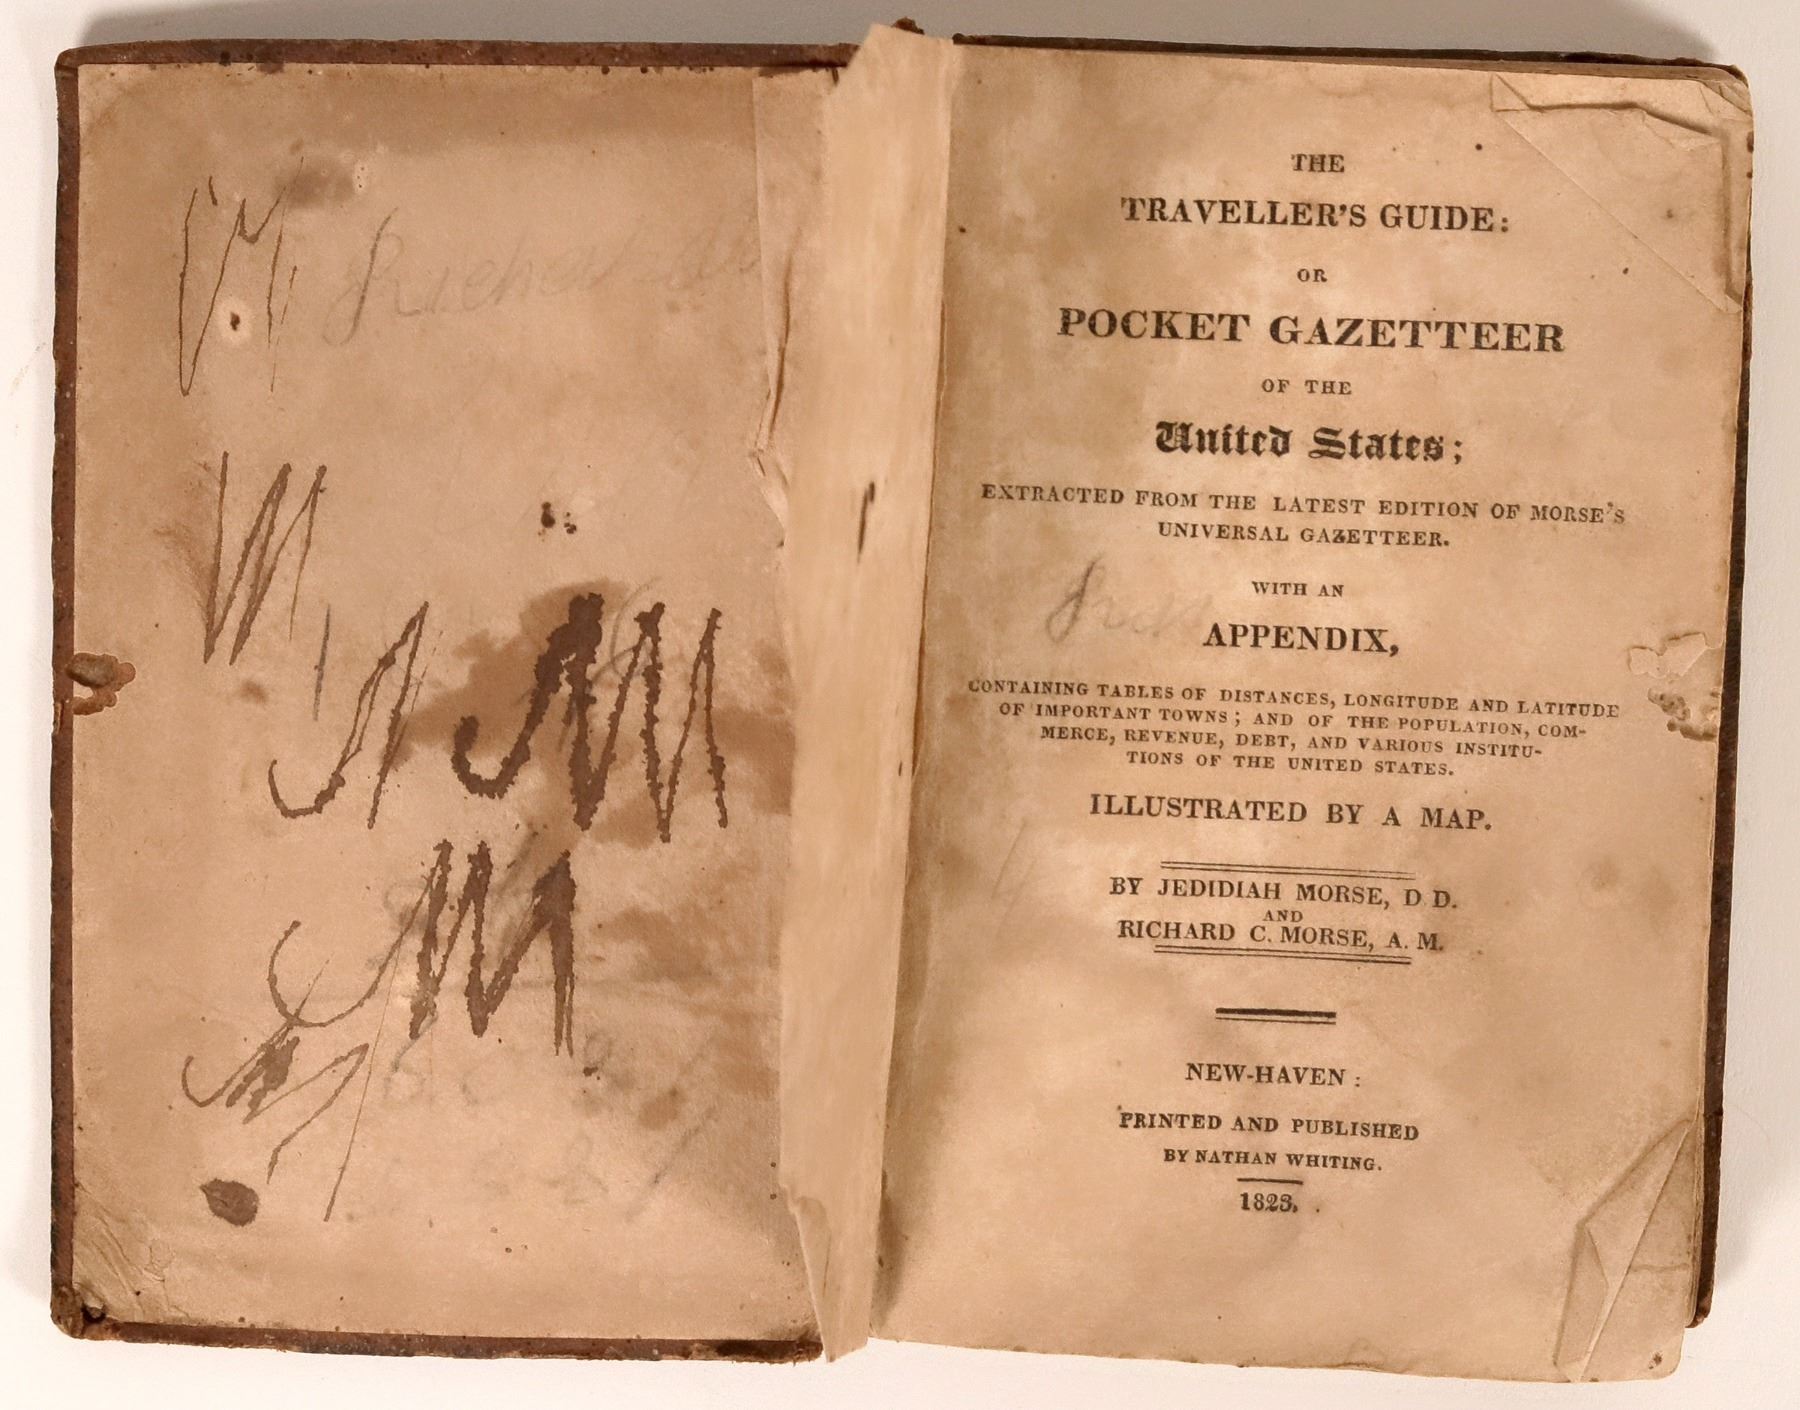 THE
TRAVELLER'S GUIDE:
OR
POCKET GAZETTEER
OF THE
United States;
EXTRACTED FROM THE LATEST EDITION OF MORSE'S
UNIVERSAL GAZETTEER.
WITH AN
APPENDIX,
CONTAINING TABLES OF DISTANCES, LONGITUDE AND LATITUDE
OF IMPORTANT TOWNS; AND OF THE POPULATION, COM-
MERCE, REVENUE, DEBT, AND VARIOUS INSTITU-
TIONS OF THE UNITED STATES.
ILLUSTRATED BY A MAP.
BY JEDIDIAH MORSE, D. D.
AND
RICHARD C. MORSE, A. M.
NEW-HAVEN:
PRINTED AND PUBLISHED
BY NATHAN WHITING.
1823.